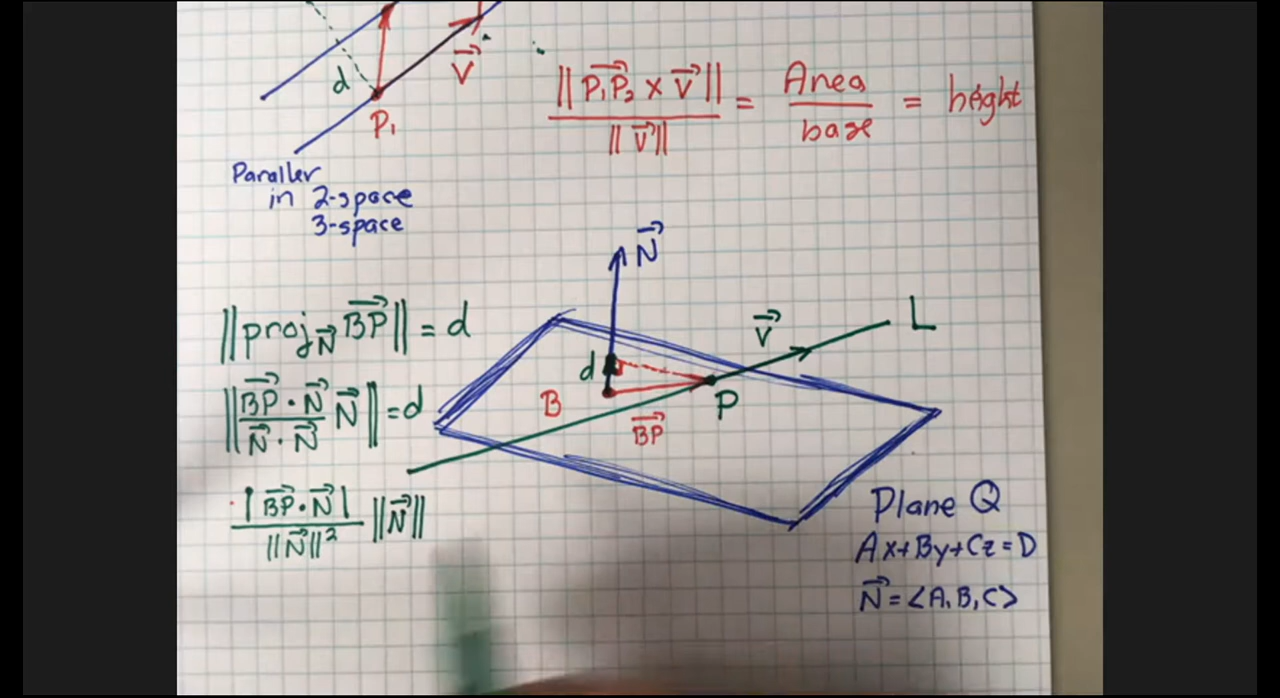 d
V⃗
P₁
‖P₁P₂⃗ × V⃗‖ / ‖V⃗‖ = Area / base = height
Paraller
in 2-space
3-space
N⃗
‖proj_N⃗ BP⃗‖ = d
‖(BP⃗ · N⃗ / N⃗ · N⃗) N⃗‖ = d
|BP⃗ · N⃗| / ‖N⃗‖² ‖N⃗‖
V⃗
L
d
B
BP⃗
P
Plane Q
Ax+By+Cz=D
N⃗ = <A, B, C>